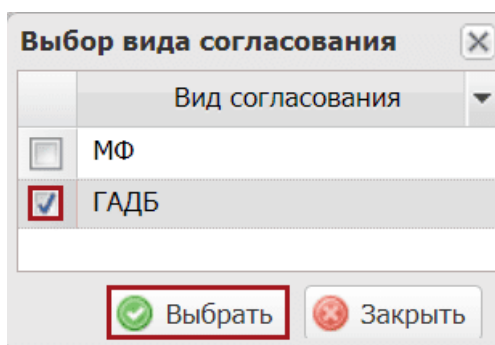 Выбор вида согласования
Вид согласования
МФ
ГАДБ
Выбрать Закрыть